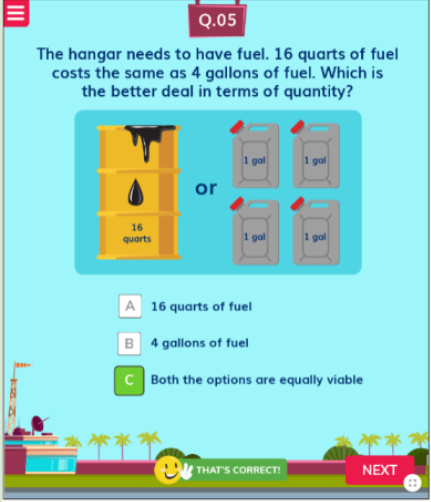 Q.05
The hangar needs to have fuel. 16 quarts of fuel
costs the same as 4 gallons of fuel. Which is
the better deal in terms of quantity?
16
quarts
or
1 gal
1 gal
1 gal
1 gal
A 16 quarts of fuel
B 4 gallons of fuel
C Both the options are equally viable
THAT'S CORRECT!
NEXT